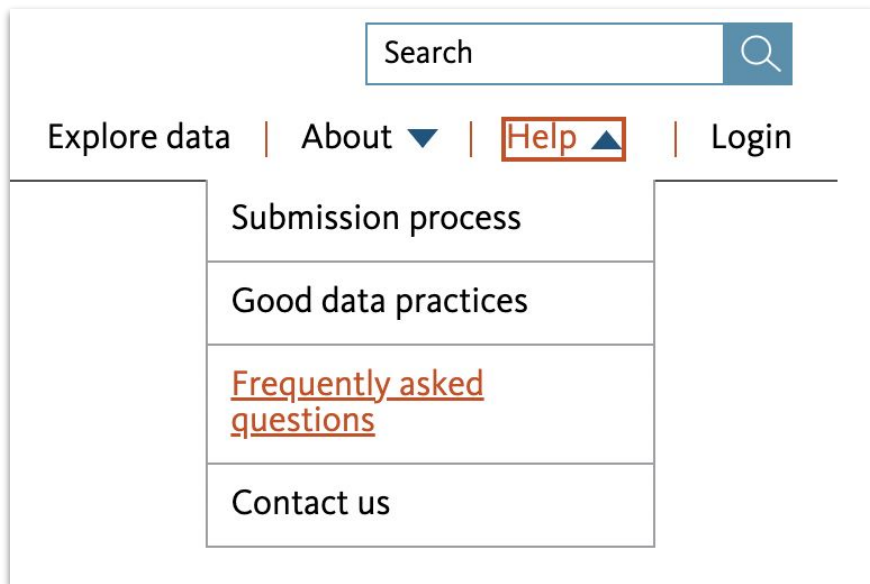 Search
Explore data | About | Help | Login
Submission process
Good data practices
Frequently asked
questions
Contact us